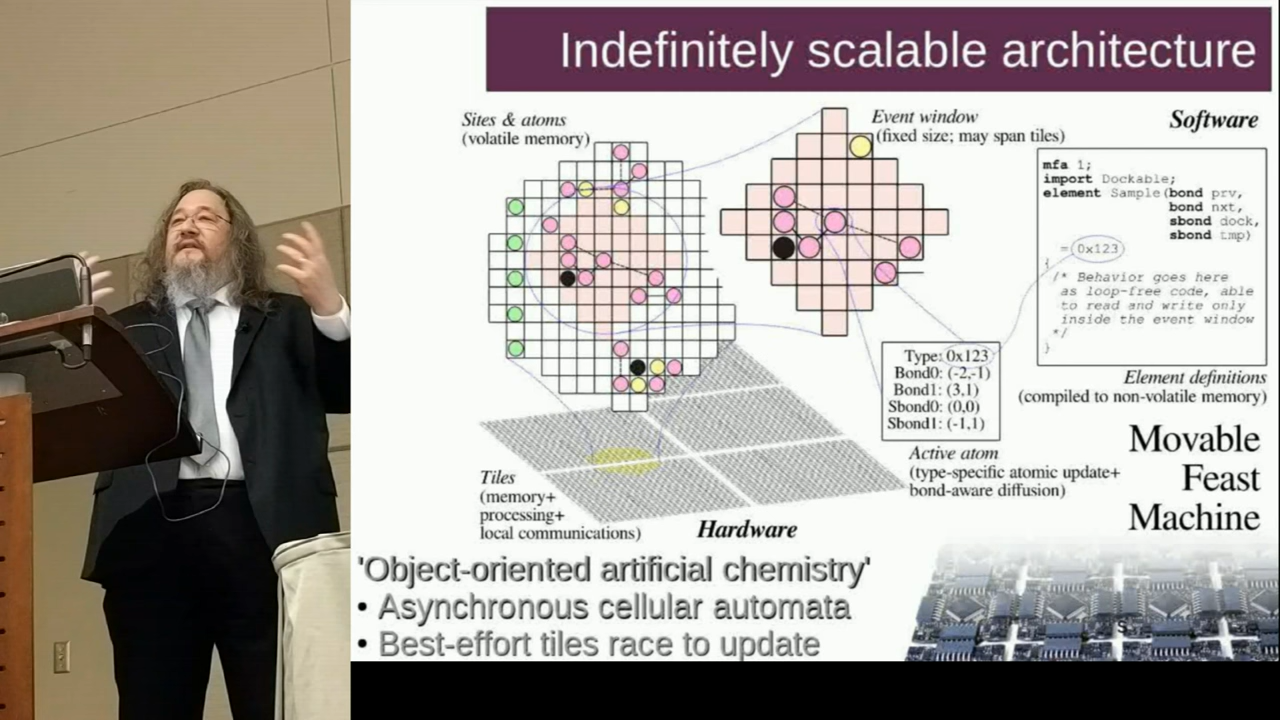 Indefinitely scalable architecture
Sites & atoms
(volatile memory)
Event window
(fixed size; may span tiles)
Software
mfa 1;
import Dockable;
element Sample(bond prv,
bond nxt,
sbond dock,
sbond tmp)
= 0x123
{
/* Behavior goes here
as loop-free code, able
to read and write only
inside the event window
*/
}
Element definitions
(compiled to non-volatile memory)
Type: 0x123
Bond0: (-2,-1)
Bond1: (3,1)
Sbond0: (0,0)
Sbond1: (-1,1)
Active atom
(type-specific atomic update+
bond-aware diffusion)
Tiles
(memory+
processing+
local communications)
Hardware
Movable
Feast
Machine
'Object-oriented artificial chemistry'
• Asynchronous cellular automata
• Best-effort tiles race to update